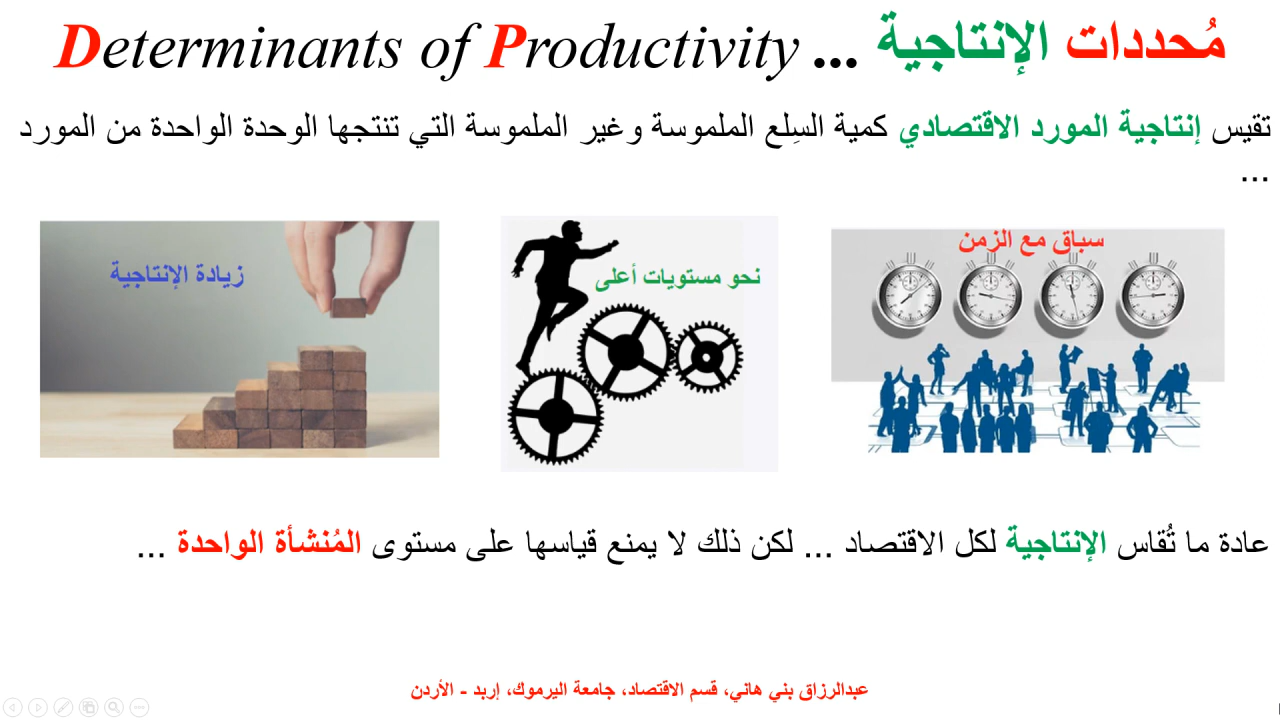 مُحددات الإنتاجية ... Determinants of Productivity
تقيس إنتاجية المورد الاقتصادي كمية السِلع الملموسة وغير الملموسة التي تنتجها الوحدة الواحدة من المورد
...
سباق مع الزمن
نحو مستويات أعلى
زيادة الإنتاجية
عادة ما تُقاس الإنتاجية لكل الاقتصاد ... لكن ذلك لا يمنع قياسها على مستوى المُنشأة الواحدة ...
عبدالرزاق بني هاني، قسم الاقتصاد، جامعة اليرموك، إربد - الأردن